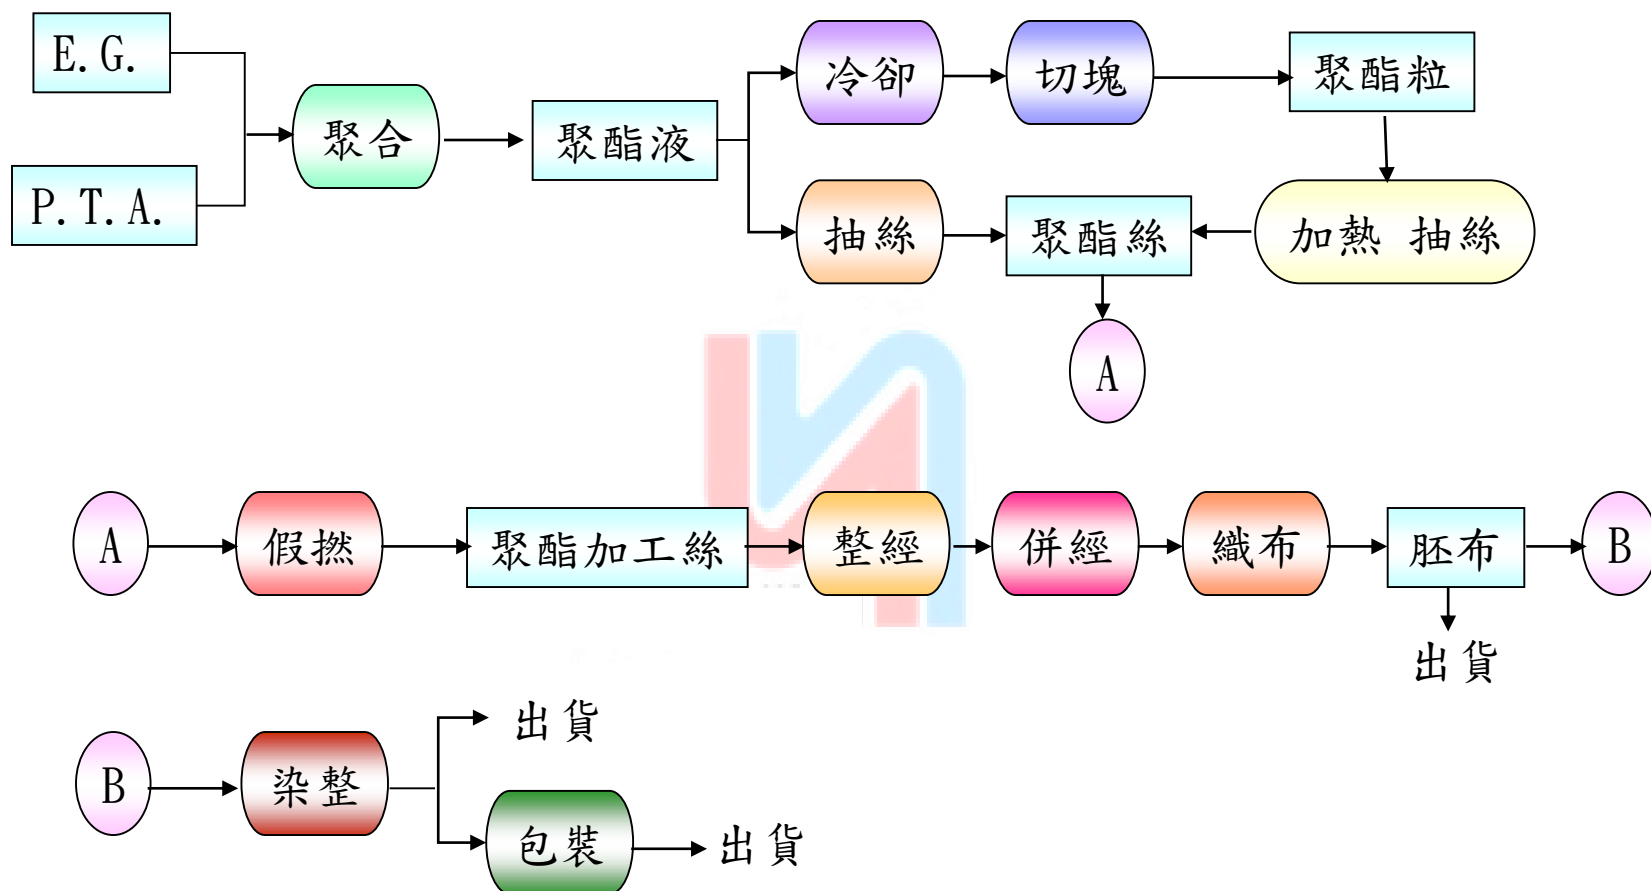 E.G.
P.T.A.
聚合
聚酯液
冷卻
切塊
聚酯粒
抽絲
聚酯絲
加熱 抽絲
A
A
假撚
聚酯加工絲
整經
併經
織布
胚布
B
出貨
B
染整
出貨
包裝
出貨